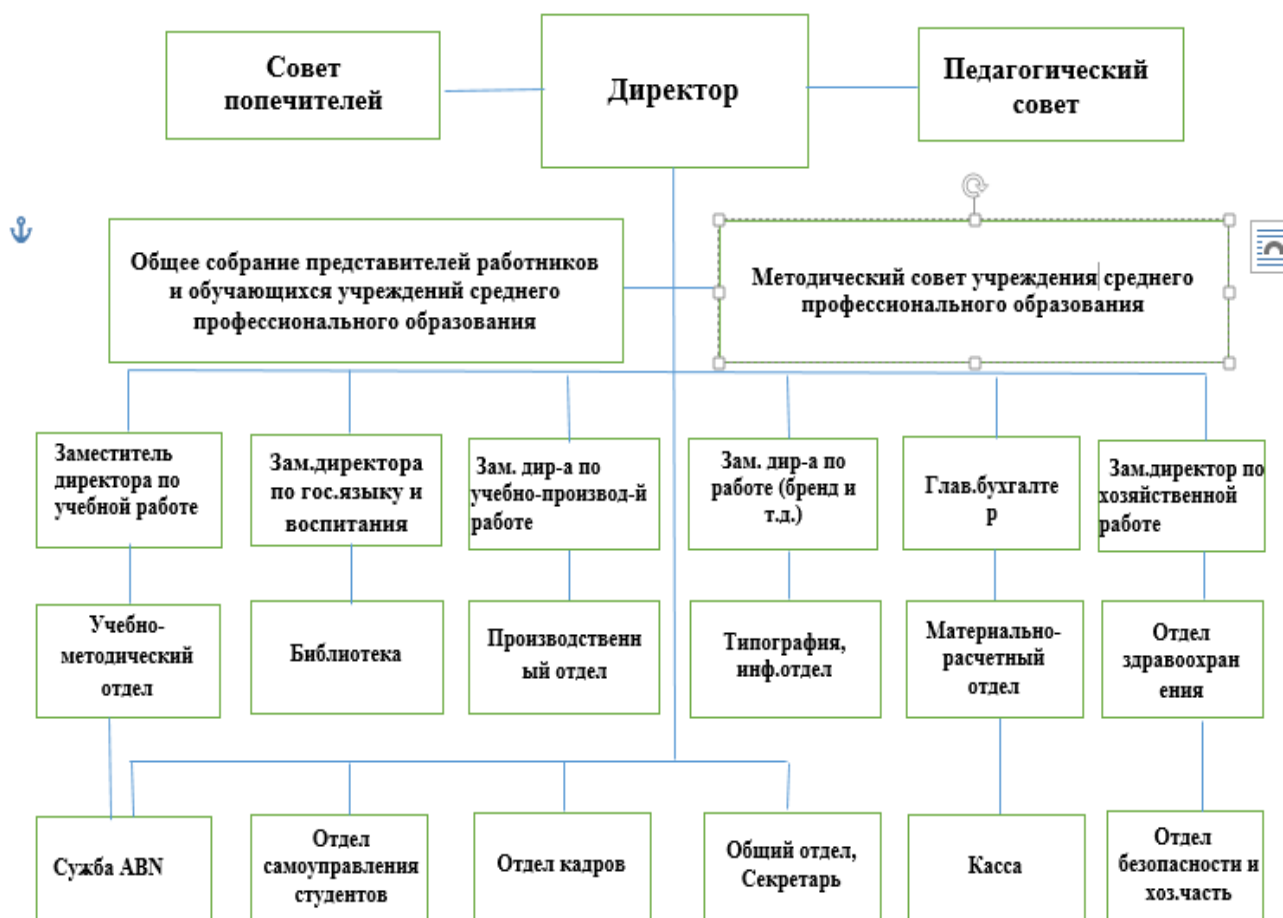 Совет
попечителей
Директор
Педагогический
совет
Общее собрание представителей работников
и обучающихся учреждений среднего
профессионального образования
Методический совет учреждения среднего
профессионального образования
Заместитель
директора по
учебной работе
Зам.директора
по гос.языку и
воспитания
Зам. дир-а по
учебно-производ-й
работе
Зам. дир-а по
работе (бренд и
т.д.)
Глав.бухгалте
р
Зам.директор по
хозяйственной
работе
Учебно-
методический
отдел
Библиотека
Производственн
ый отдел
Типография,
инф.отдел
Материально-
расчетный
отдел
Отдел
здравоохран
ения
Сужба ABN
Отдел
самоуправления
студентов
Отдел кадров
Общий отдел,
Секретарь
Касса
Отдел
безопасности и
хоз.часть